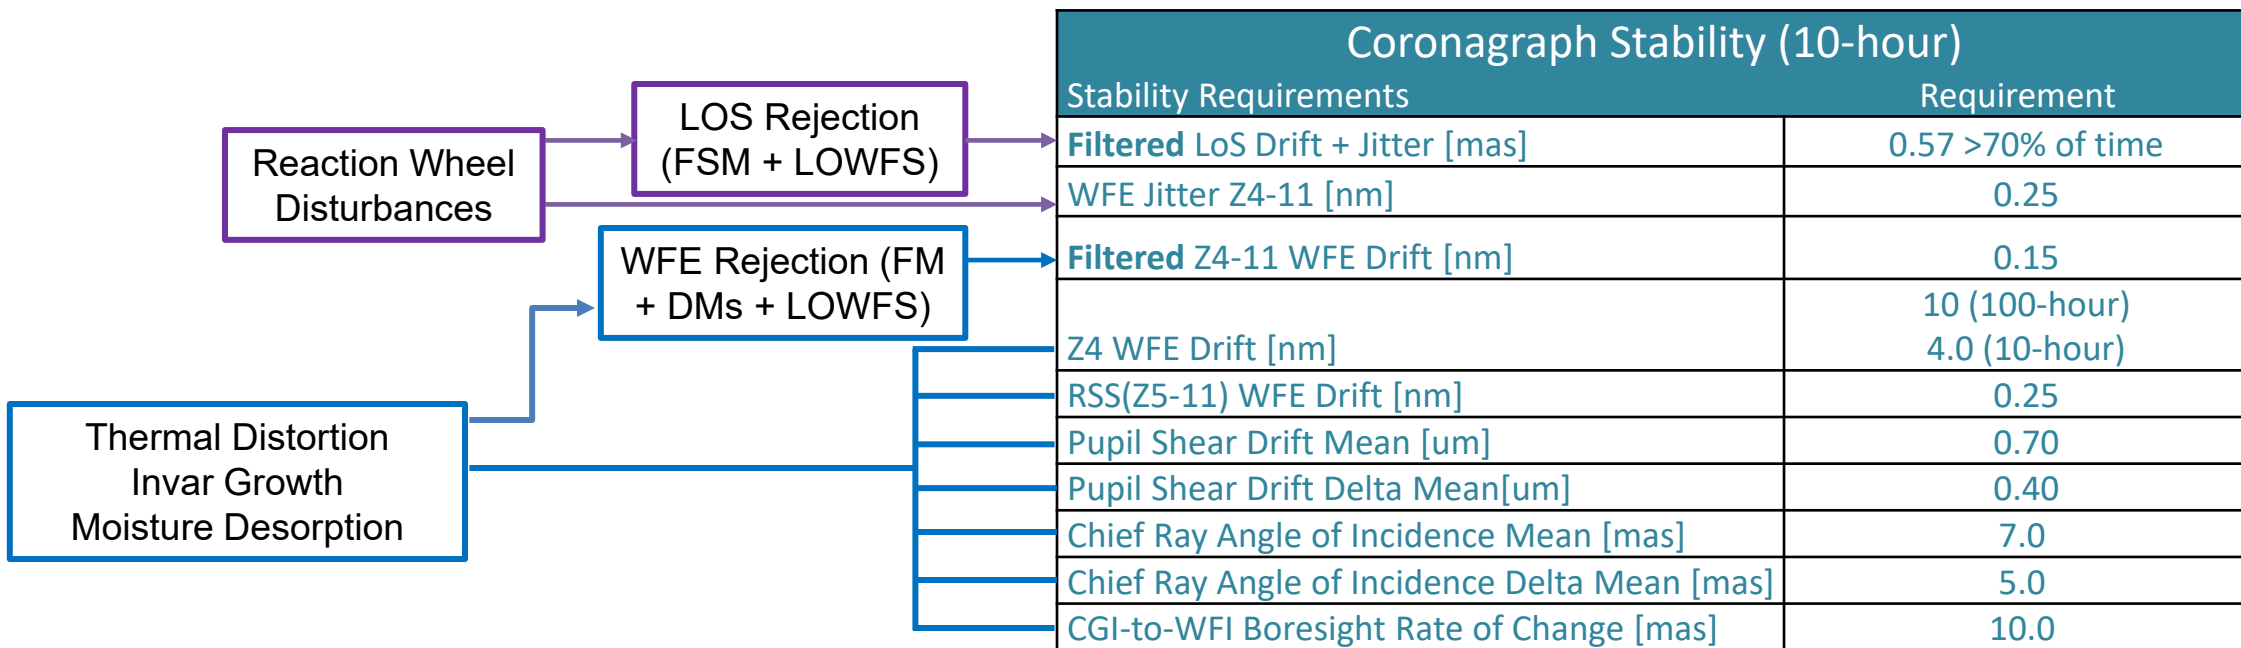 Reaction Wheel
Disturbances
LOS Rejection
(FSM + LOWFS)
WFE Rejection (FM
+ DMs + LOWFS)
Thermal Distortion
Invar Growth
Moisture Desorption
Coronagraph Stability (10-hour)
Stability Requirements Requirement
Filtered LoS Drift + Jitter [mas] 0.57 >70% of time
WFE Jitter Z4-11 [nm] 0.25
Filtered Z4-11 WFE Drift [nm] 0.15
10 (100-hour)
Z4 WFE Drift [nm] 4.0 (10-hour)
RSS(Z5-11) WFE Drift [nm] 0.25
Pupil Shear Drift Mean [um] 0.70
Pupil Shear Drift Delta Mean[um] 0.40
Chief Ray Angle of Incidence Mean [mas] 7.0
Chief Ray Angle of Incidence Delta Mean [mas] 5.0
CGI-to-WFI Boresight Rate of Change [mas] 10.0